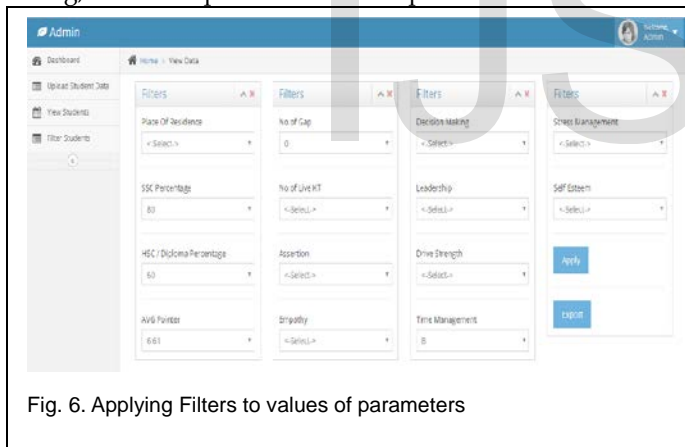 Admin
Welcome,
Admin
Dashboard
Upload Student Data
View Students
Filter Students
Home > View Data
Filters
Place Of Residence
<-Select->
SSC Percentage
HSC / Diploma Percentage
60
AVG Pointer
6.61
Filters
No of Gap
0
No of Live KT
<-Select->
Assertion
<-Select->
Empathy
<-Select->
Filters
Decision Making
<-Select->
Leadership
<-Select->
Drive Strength
<-Select->
Time Management
Filters
Stress Management
<-Select->
Self Esteem
<-Select->
Apply
Export
Fig. 6. Applying Filters to values of parameters